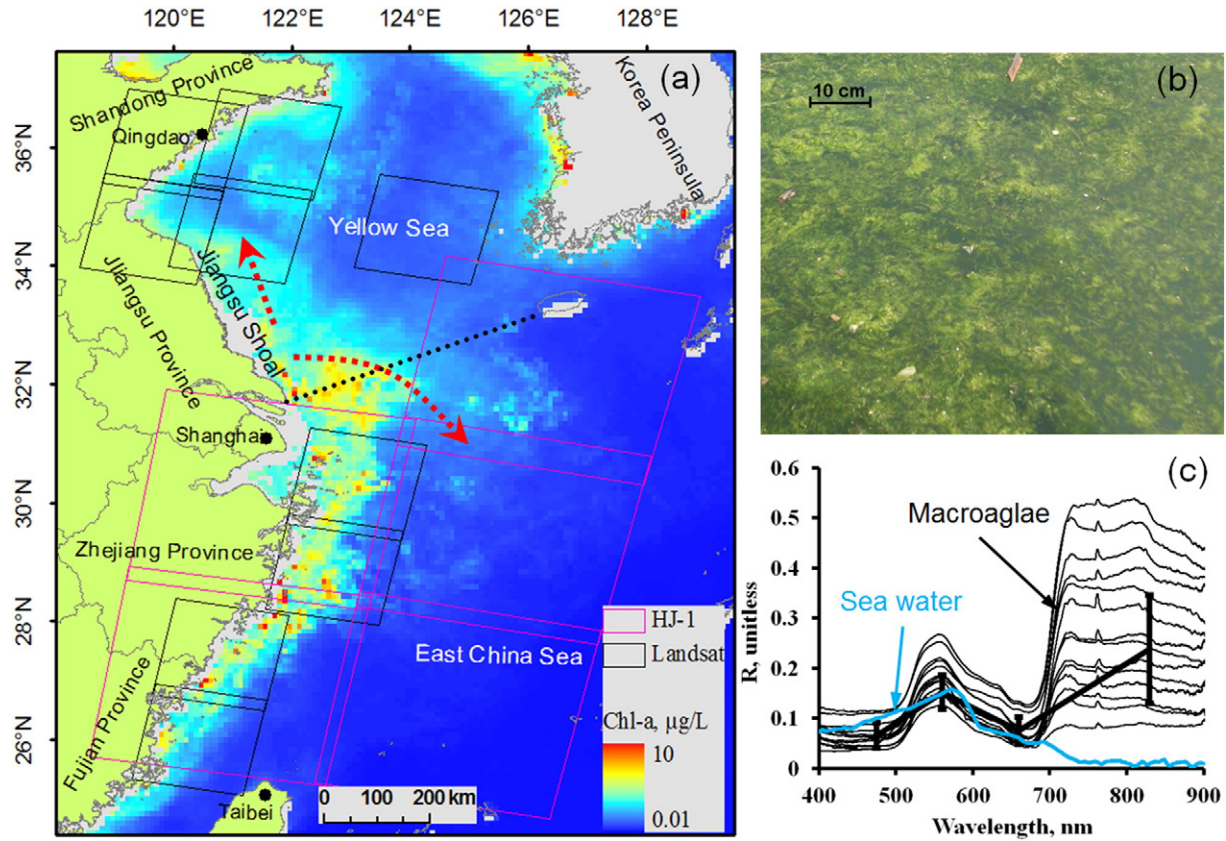 120°E
122°E
124°E
126°E
128°E
(a)
36°N
34°N
32°N
30°N
28°N
26°N
Shandong Province
Qingdao
Korea Peninsula
Yellow Sea
Jiangsu Shoal
Jiangsu Province
Shanghai
Zhejiang Province
Fujian Province
East China Sea
Taibei
HJ-1
Landsat
Chl-a, µg/L
10
0.01
0 100 200 km
(b)
10 cm
(c)
Macroaglae
Sea water
R, unitless
0.6
0.5
0.4
0.3
0.2
0.1
0
400 500 600 700 800 900
Wavelength, nm